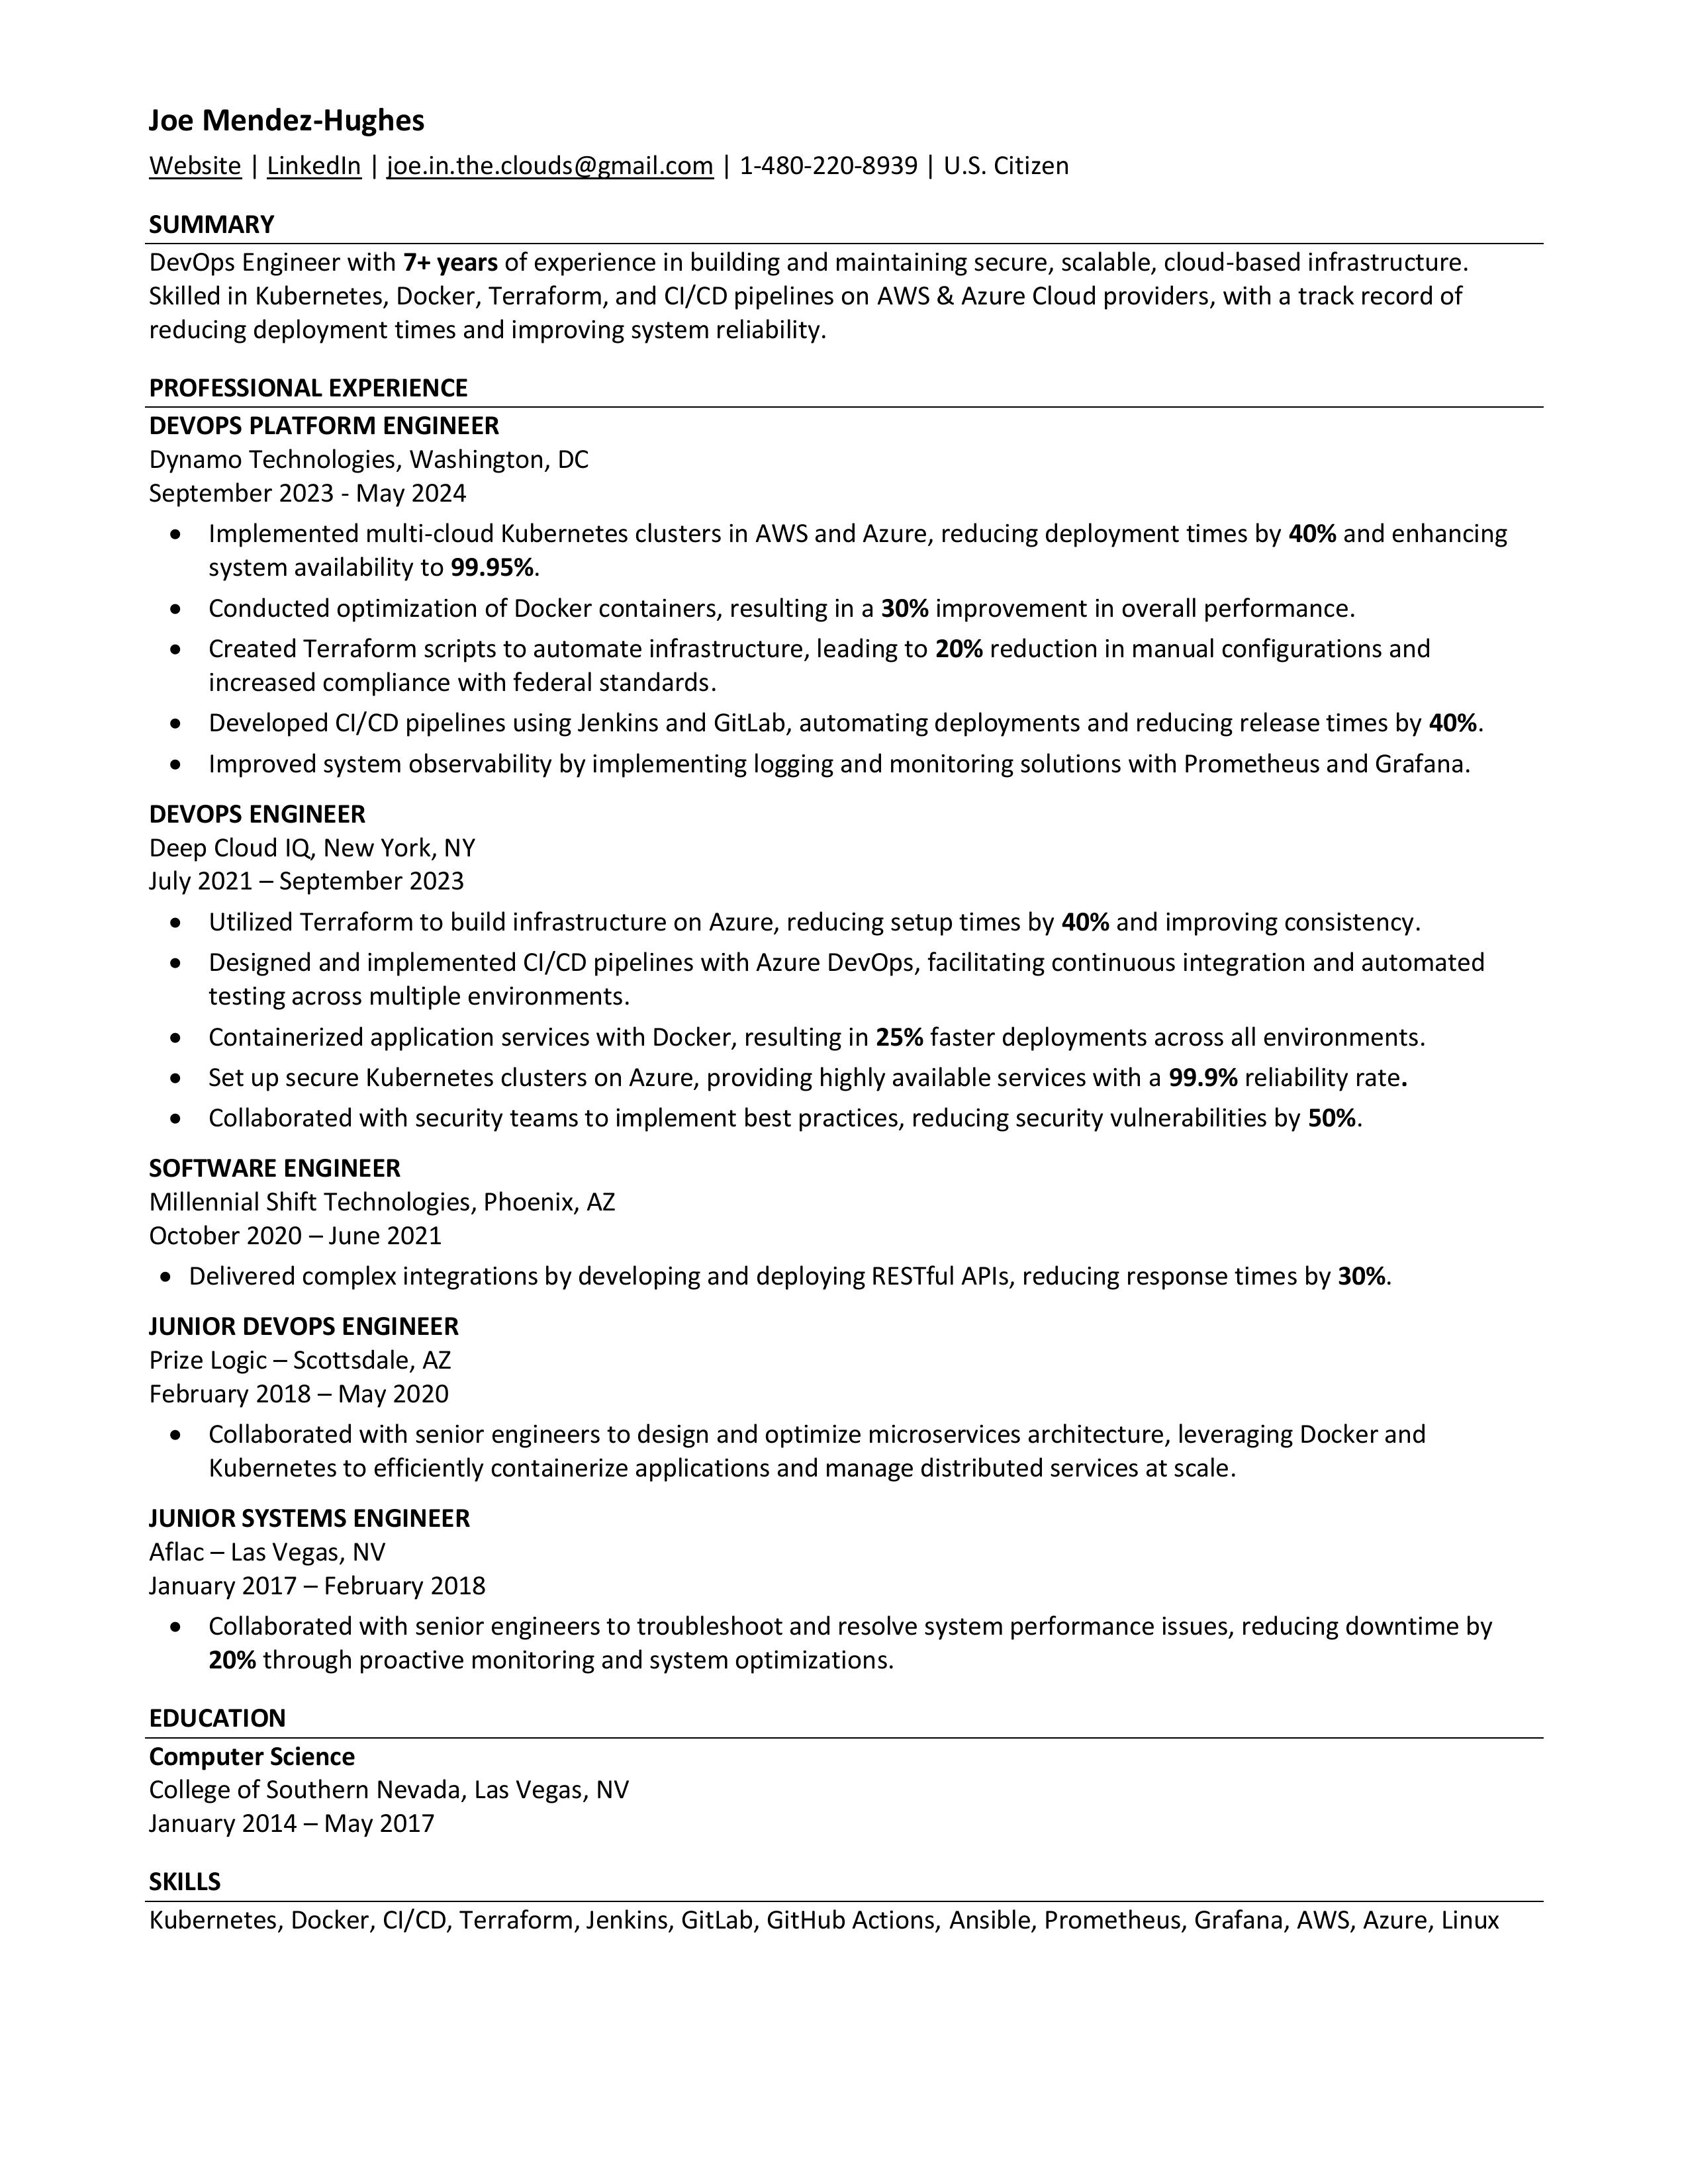 Joe Mendez-Hughes
Website | LinkedIn | joe.in.the.clouds@gmail.com | 1-480-220-8939 | U.S. Citizen
SUMMARY
DevOps Engineer with 7+ years of experience in building and maintaining secure, scalable, cloud-based infrastructure.
Skilled in Kubernetes, Docker, Terraform, and CI/CD pipelines on AWS & Azure Cloud providers, with a track record of
reducing deployment times and improving system reliability.
PROFESSIONAL EXPERIENCE
DEVOPS PLATFORM ENGINEER
Dynamo Technologies, Washington, DC
September 2023 - May 2024
• Implemented multi-cloud Kubernetes clusters in AWS and Azure, reducing deployment times by 40% and enhancing
system availability to 99.95%.
• Conducted optimization of Docker containers, resulting in a 30% improvement in overall performance.
• Created Terraform scripts to automate infrastructure, leading to 20% reduction in manual configurations and
increased compliance with federal standards.
• Developed CI/CD pipelines using Jenkins and GitLab, automating deployments and reducing release times by 40%.
• Improved system observability by implementing logging and monitoring solutions with Prometheus and Grafana.
DEVOPS ENGINEER
Deep Cloud IQ, New York, NY
July 2021 – September 2023
• Utilized Terraform to build infrastructure on Azure, reducing setup times by 40% and improving consistency.
• Designed and implemented CI/CD pipelines with Azure DevOps, facilitating continuous integration and automated
testing across multiple environments.
• Containerized application services with Docker, resulting in 25% faster deployments across all environments.
• Set up secure Kubernetes clusters on Azure, providing highly available services with a 99.9% reliability rate.
• Collaborated with security teams to implement best practices, reducing security vulnerabilities by 50%.
SOFTWARE ENGINEER
Millennial Shift Technologies, Phoenix, AZ
October 2020 – June 2021
• Delivered complex integrations by developing and deploying RESTful APIs, reducing response times by 30%.
JUNIOR DEVOPS ENGINEER
Prize Logic – Scottsdale, AZ
February 2018 – May 2020
• Collaborated with senior engineers to design and optimize microservices architecture, leveraging Docker and
Kubernetes to efficiently containerize applications and manage distributed services at scale.
JUNIOR SYSTEMS ENGINEER
Aflac – Las Vegas, NV
January 2017 – February 2018
• Collaborated with senior engineers to troubleshoot and resolve system performance issues, reducing downtime by
20% through proactive monitoring and system optimizations.
EDUCATION
Computer Science
College of Southern Nevada, Las Vegas, NV
January 2014 – May 2017
SKILLS
Kubernetes, Docker, CI/CD, Terraform, Jenkins, GitLab, GitHub Actions, Ansible, Prometheus, Grafana, AWS, Azure, Linux